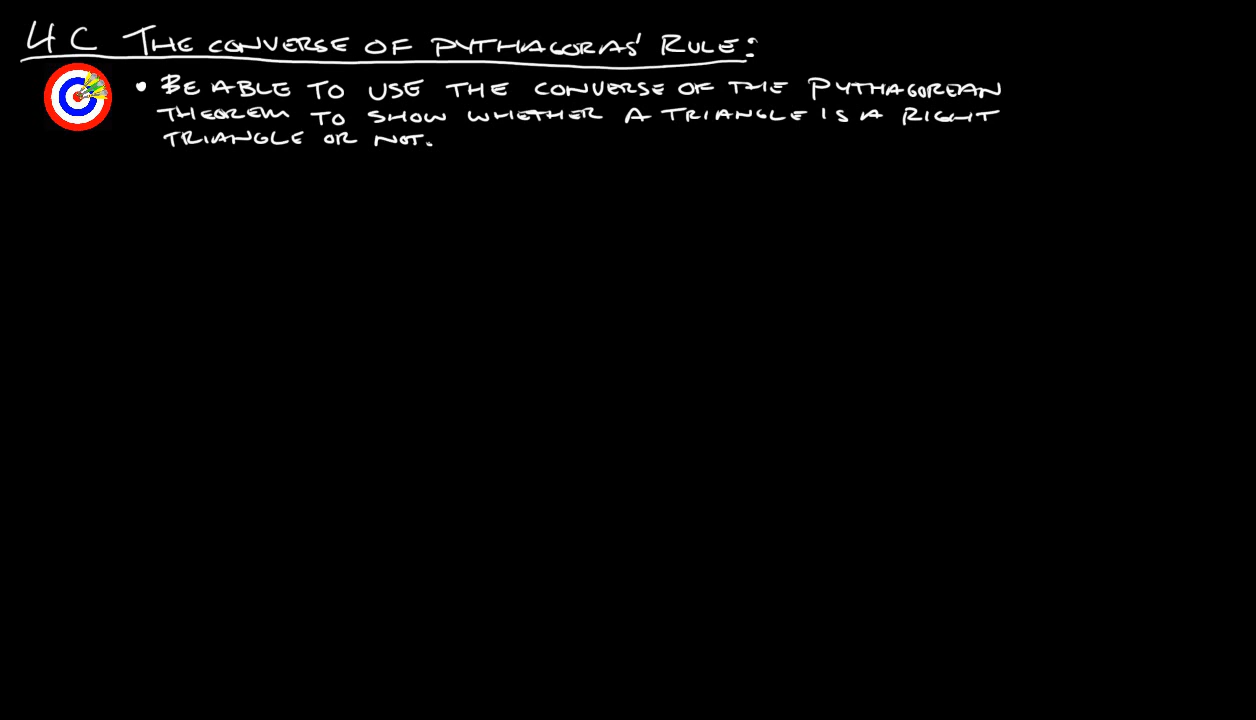 4C THE CONVERSE OF PYTHAGORAS' RULE:
• BE ABLE TO USE THE CONVERSE OF THE PYTHAGOREAN
THEOREM TO SHOW WHETHER A TRIANGLE IS A RIGHT
TRIANGLE OR NOT.